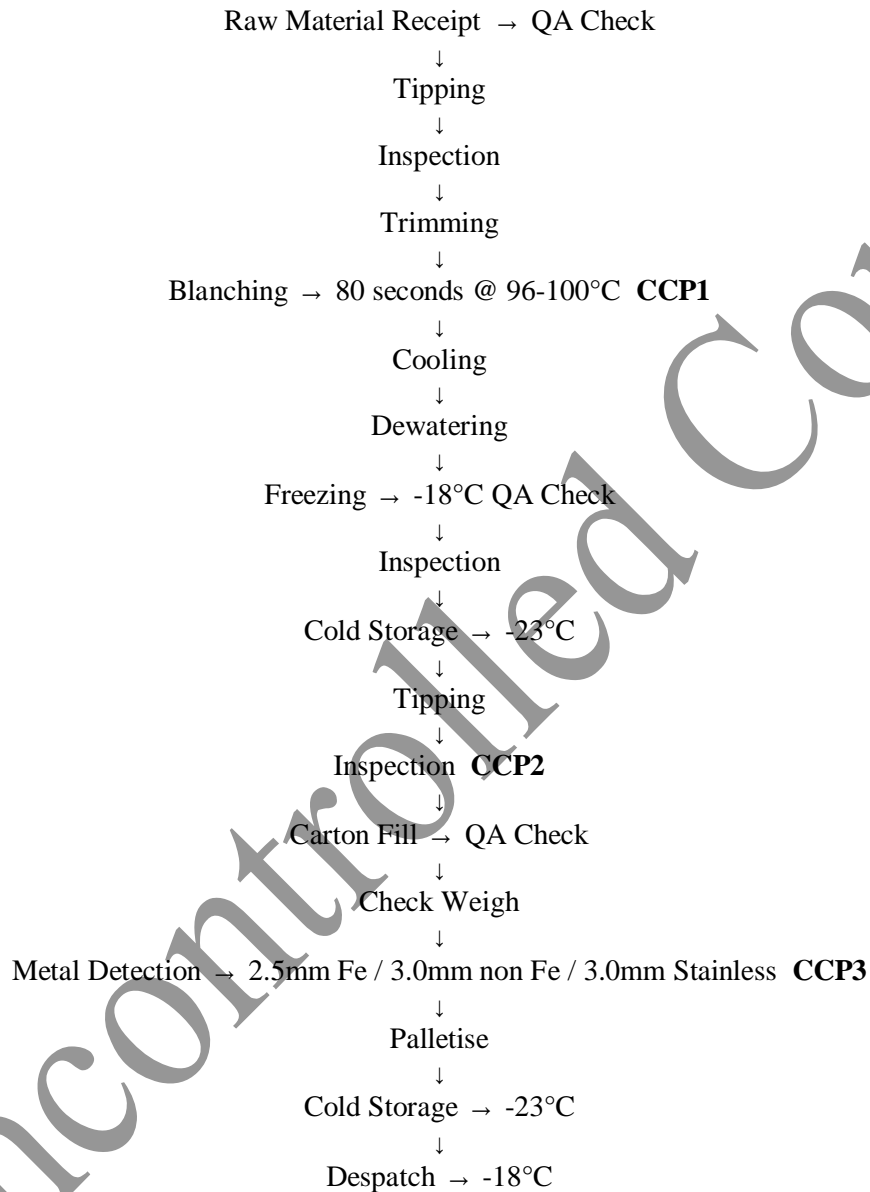 Raw Material Receipt → QA Check
↓
Tipping
↓
Inspection
↓
Trimming
↓
Blanching → 80 seconds @ 96-100°C CCP1
↓
Cooling
↓
Dewatering
↓
Freezing → -18°C QA Check
↓
Inspection
↓
Cold Storage → -23°C
↓
Tipping
↓
Inspection CCP2
↓
Carton Fill → QA Check
↓
Check Weigh
↓
Metal Detection → 2.5mm Fe / 3.0mm non Fe / 3.0mm Stainless CCP3
↓
Palletise
↓
Cold Storage → -23°C
↓
Despatch → -18°C
ncontrolled Co